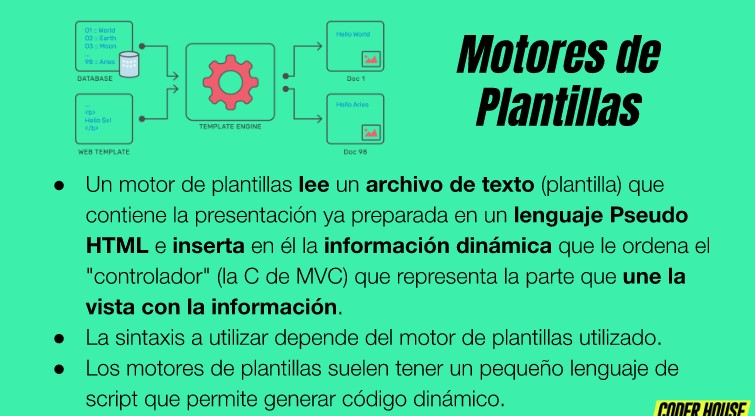 01 :: World
02 :: Earth
03 :: Moon
...
98 :: Aries
DATABASE
...
<p>
Hello $x!
</p>
WEB TEMPLATE
TEMPLATE ENGINE
Hello World
Doc 1
Hello Aries
Doc 98
Motores de
Plantillas
● Un motor de plantillas lee un archivo de texto (plantilla) que
contiene la presentación ya preparada en un lenguaje Pseudo
HTML e inserta en él la información dinámica que le ordena el
"controlador" (la C de MVC) que representa la parte que une la
vista con la información.
● La sintaxis a utilizar depende del motor de plantillas utilizado.
● Los motores de plantillas suelen tener un pequeño lenguaje de
script que permite generar código dinámico.
CODER HOUSE